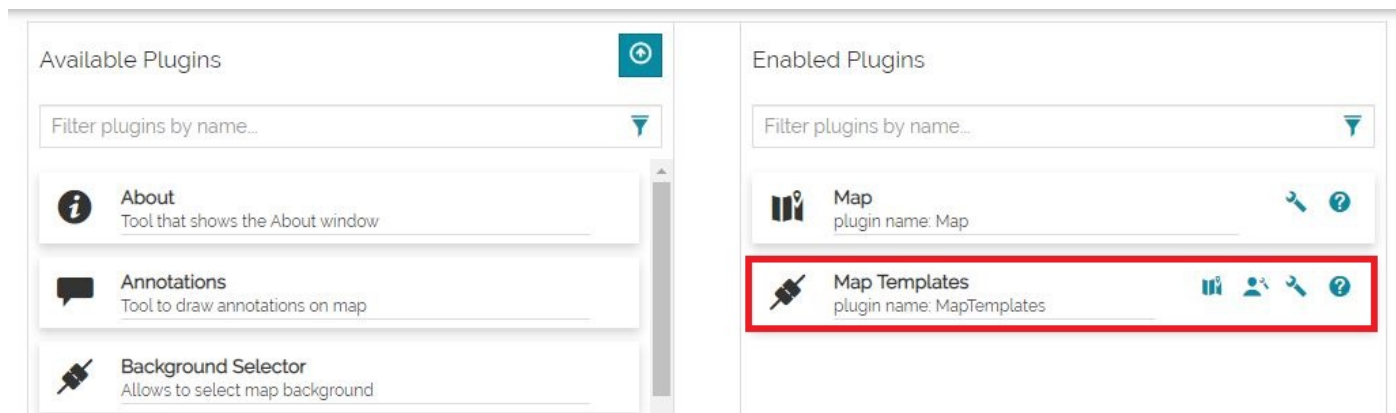 Available Plugins
Filter plugins by name...
About
Tool that shows the About window
Annotations
Tool to draw annotations on map
Background Selector
Allows to select map background
Enabled Plugins
Filter plugins by name...
Map
plugin name: Map
Map Templates
plugin name: MapTemplates